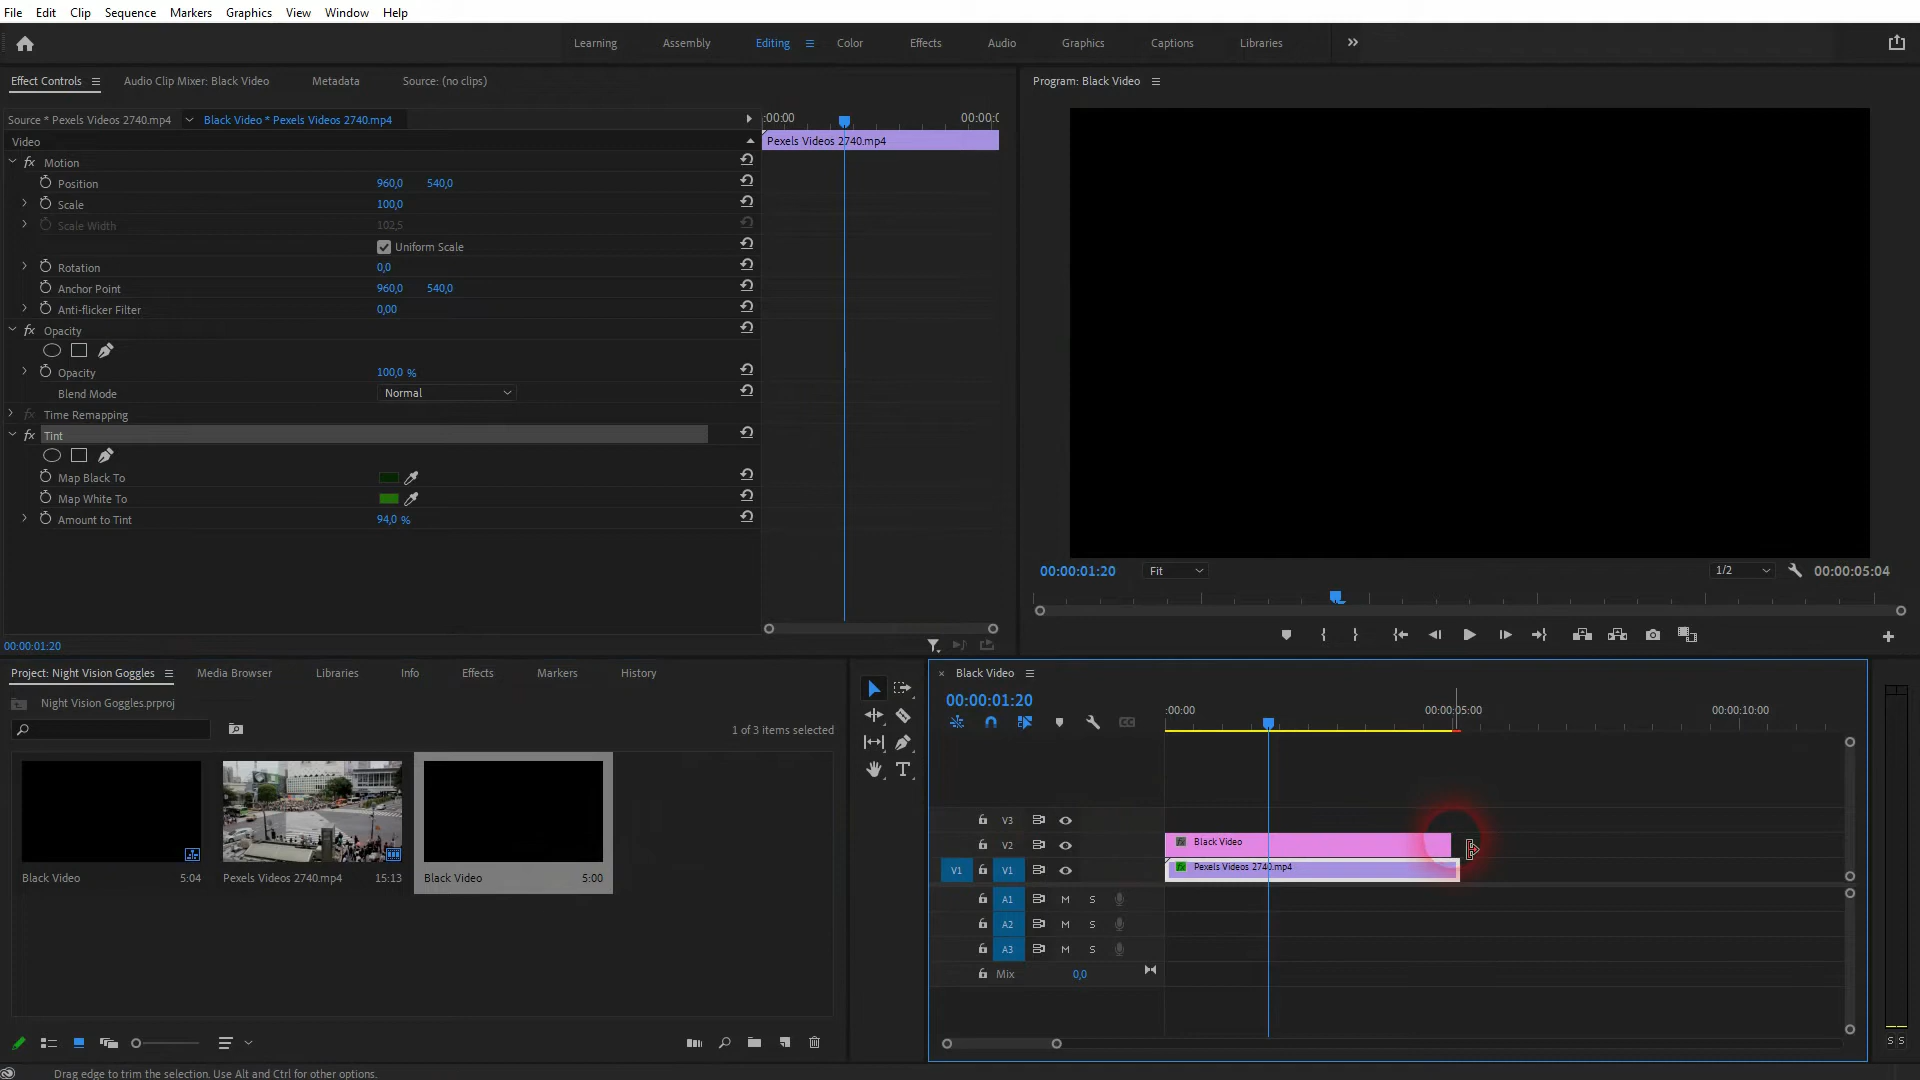 File Edit Clip Sequence Markers Graphics View Window Help
Learning Assembly Editing Color Effects Audio Graphics Captions Libraries
Effect Controls Audio Clip Mixer: Black Video Metadata Source: (no clips)
Program: Black Video
Source * Pexels Videos 2740.mp4 Black Video * Pexels Videos 2740.mp4
:00:00 00:00:0
Video
Pexels Videos 2740.mp4
fx Motion
Position 960,0 540,0
Scale 100,0
Scale Width 102,5
Uniform Scale
Rotation 0,0
Anchor Point 960,0 540,0
Anti-flicker Filter 0,00
fx Opacity
Opacity 100,0 %
Blend Mode Normal
fx Time Remapping
fx Tint
Map Black To
Map White To
Amount to Tint 94,0 %
00:00:01:20
00:00:01:20 Fit 1/2 00:00:05:04
Project: Night Vision Goggles Media Browser Libraries Info Effects Markers History
Night Vision Goggles.prproj
1 of 3 items selected
Black Video 5:04
Pexels Videos 2740.mp4 15:13
Black Video 5:00
× Black Video
00:00:01:20
:00:00 00:00:05:00 00:00:10:00
V3
V2 Black Video
V1 V1 Pexels Videos 2740.mp4
A1 M S
A2 M S
A3 M S
Mix 0,0
S S
Drag edge to trim the selection. Use Alt and Ctrl for other options.